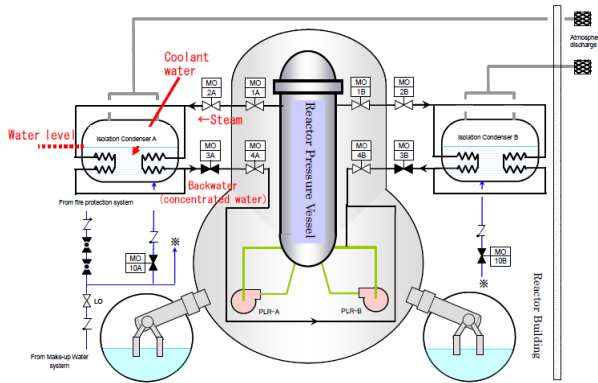 Atmosphe
discharge
Coolant
water
MO
2A
MO
1A
MO
1B
MO
2B
←Steam
Water level
Isolation Condenser A
Isolation Condenser B
Reactor Pressure Vessel
MO
3A
MO
4A
MO
4B
MO
3B
Backwater
(concentrated water)
From fire protection system
※
MO
10A
MO
10B
※
LO
PLR-A
PLR-B
Reactor Building
From Make-up Water
system